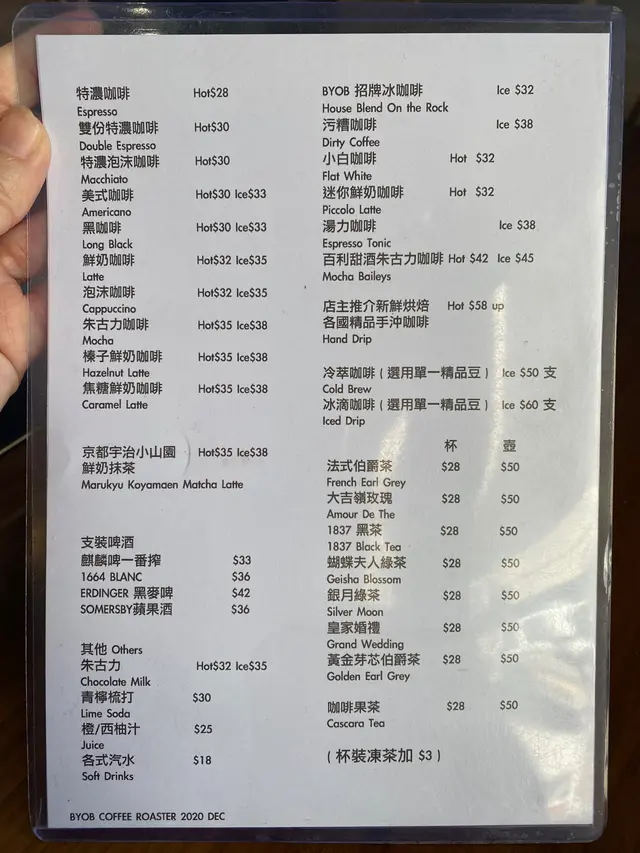 特濃咖啡 Hot$28
Espresso
雙份特濃咖啡 Hot$30
Double Espresso
特濃泡沫咖啡 Hot$30
Macchiato
美式咖啡 Hot$30 Ice$33
Americano
黑咖啡 Hot$30 Ice$33
Long Black
鮮奶咖啡 Hot$32 Ice$35
Latte
泡沫咖啡 Hot$32 Ice$35
Cappuccino
朱古力咖啡 Hot$35 Ice$38
Mocha
榛子鮮奶咖啡 Hot$35 Ice$38
Hazelnut Latte
焦糖鮮奶咖啡 Hot$35 Ice$38
Caramel Latte
京都宇治小山園 Hot$35 Ice$38
鮮奶抹茶
Marukyu Koyamaen Matcha Latte
支裝啤酒
麒麟啤一番搾 $33
1664 BLANC $36
ERDINGER 黑麥啤 $42
SOMERSBY蘋果酒 $36
其他 Others
朱古力 Hot$32 Ice$35
Chocolate Milk
青檸梳打 $30
Lime Soda
橙/西柚汁 $25
Juice
各式汽水 $18
Soft Drinks
BYOB COFFEE ROASTER 2020 DEC
BYOB 招牌冰咖啡 Ice $32
House Blend On the Rock
污糟咖啡 Ice $38
Dirty Coffee
小白咖啡 Hot $32
Flat White
迷你鮮奶咖啡 Hot $32
Piccolo Latte
湯力咖啡 Ice $38
Espresso Tonic
百利甜酒朱古力咖啡 Hot $42 Ice $45
Mocha Baileys
店主推介新鮮烘焙 Hot $58 up
各國精品手沖咖啡
Hand Drip
冷萃咖啡 ( 選用單一精品豆 ) Ice $50 支
Cold Brew
冰滴咖啡 ( 選用單一精品豆 ) Ice $60 支
Iced Drip
杯 壺
法式伯爵茶 $28 $50
French Earl Grey
大吉嶺玫瑰 $28 $50
Amour De The
1837 黑茶 $28 $50
1837 Black Tea
蝴蝶夫人綠茶 $28 $50
Geisha Blossom
銀月綠茶 $28 $50
Silver Moon
皇家婚禮 $28 $50
Grand Wedding
黃金芽芯伯爵茶 $28 $50
Golden Earl Grey
咖啡果茶 $28 $50
Cascara Tea
( 杯裝凍茶加 $3 )